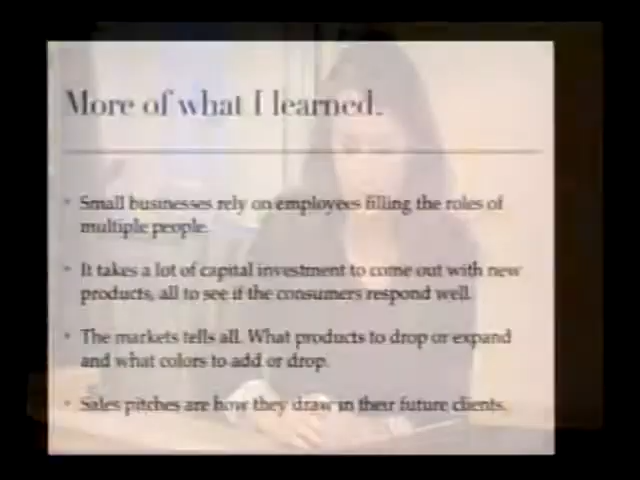 More of what I learned.
• Small businesses rely on employees filling the roles of
multiple people.
• It takes a lot of capital investment to come out with new
products, all to see if the consumers respond well.
• The markets tells all. What products to drop or expand
and what colors to add or drop.
• Sales pitches are how they draw in their future clients.